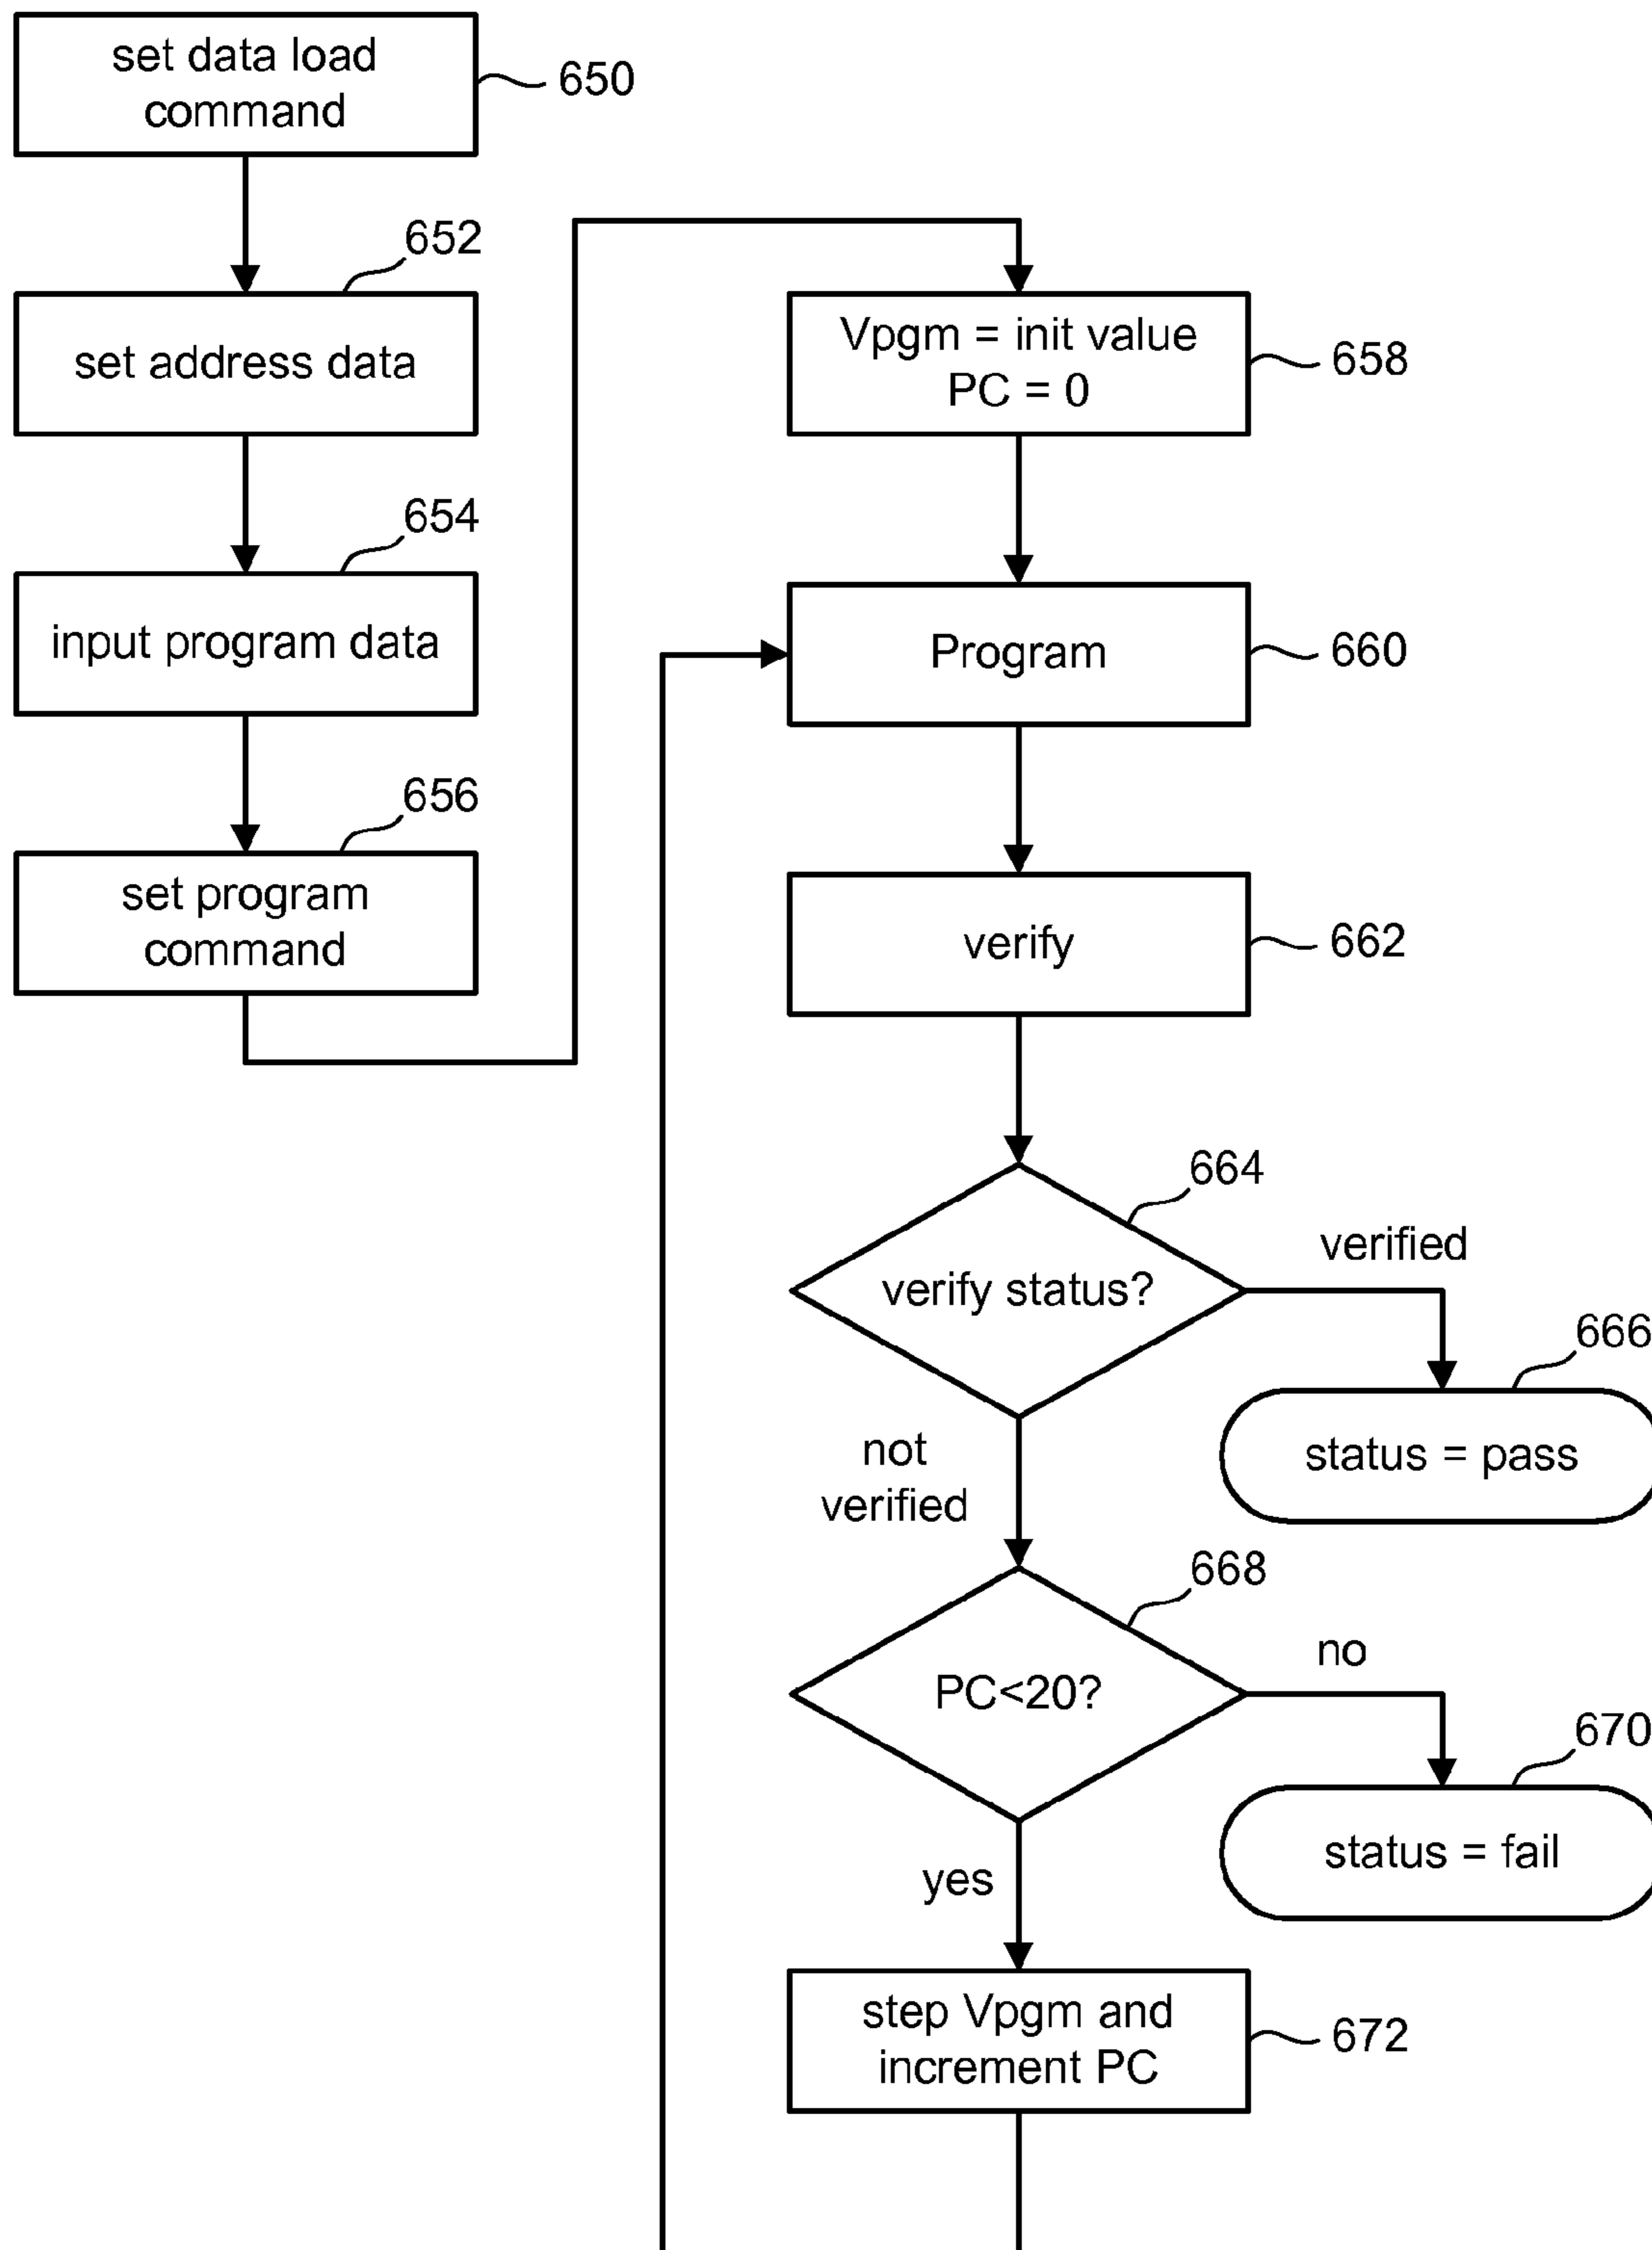 set data load
command
650
652
set address data
654
input program data
656
set program
command
Vpgm = init value
PC = 0
658
Program
660
verify
662
664
verify status?
verified
666
status = pass
not
verified
668
PC<20?
no
670
status = fail
yes
step Vpgm and
increment PC
672